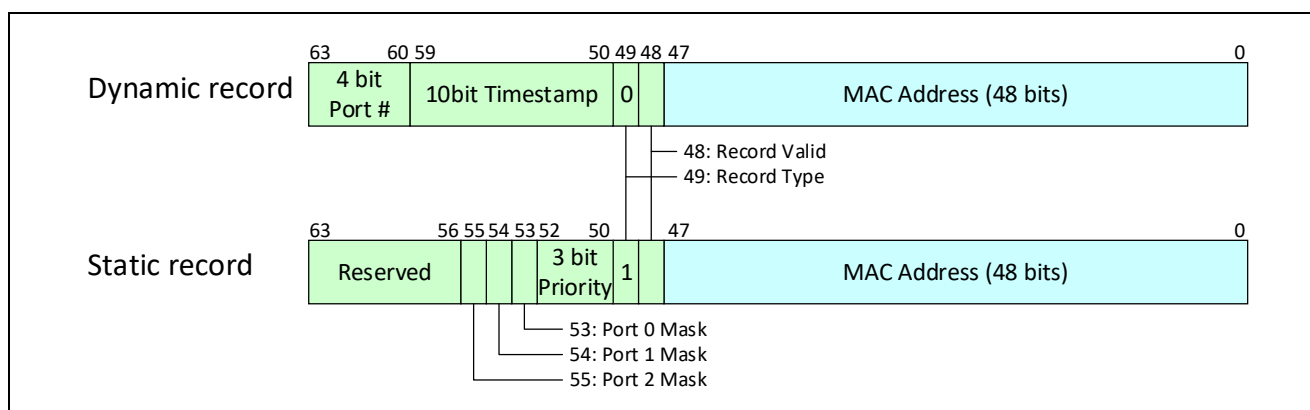 63 60 59 50 49 48 47 0
Dynamic record
4 bit
Port #
10bit Timestamp
0
MAC Address (48 bits)
48: Record Valid
49: Record Type
63 56 55 54 53 52 50 47 0
Static record
Reserved
3 bit
Priority
1
MAC Address (48 bits)
53: Port 0 Mask
54: Port 1 Mask
55: Port 2 Mask